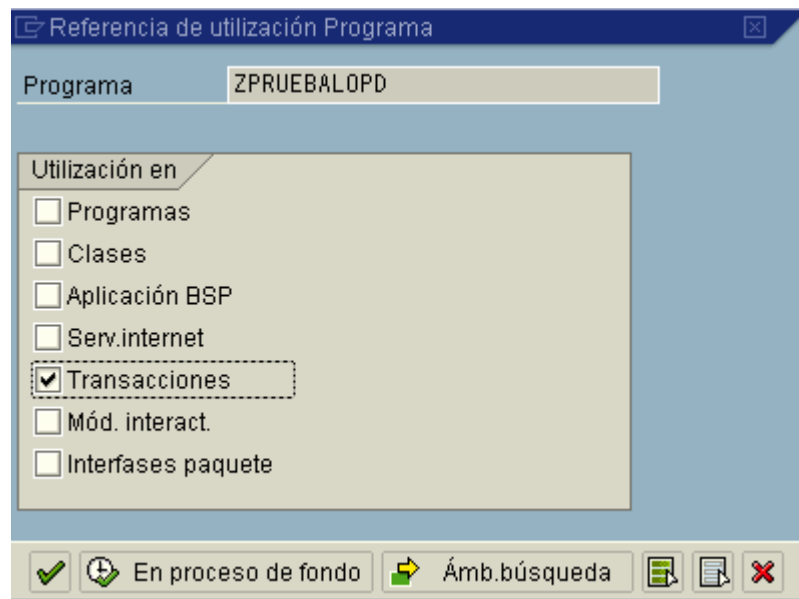 Referencia de utilización Programa
Programa ZPRUEBALOPD
Utilización en
Programas
Clases
Aplicación BSP
Serv.internet
Transacciones
Mód. interact.
Interfases paquete
En proceso de fondo Ámb.búsqueda